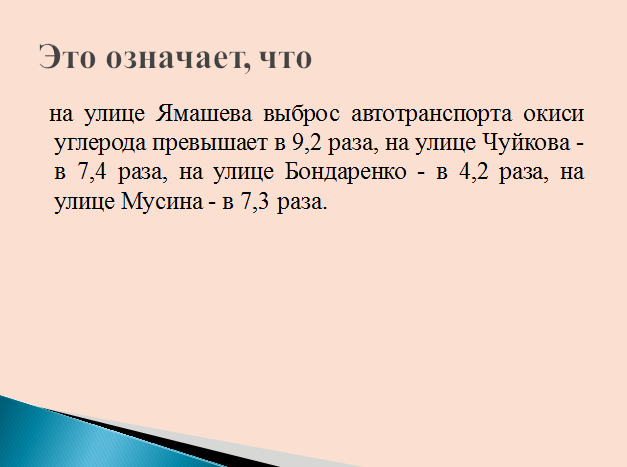 Это означает, что
на улице Ямашева выброс автотранспорта окиси
углерода превышает в 9,2 раза, на улице Чуйкова -
в 7,4 раза, на улице Бондаренко - в 4,2 раза, на
улице Мусина - в 7,3 раза.